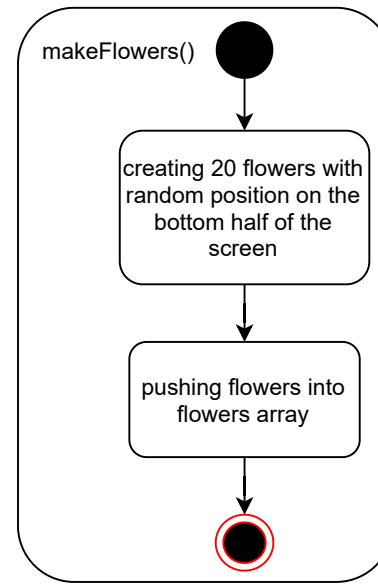 makeFlowers()
creating 20 flowers with
random position on the
bottom half of the
screen
pushing flowers into
flowers array